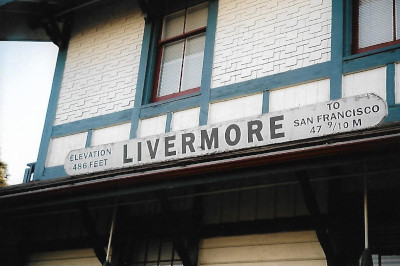 ELEVATION
486 FEET
LIVERMORE
TO
SAN FRANCISCO
47 9/10 M